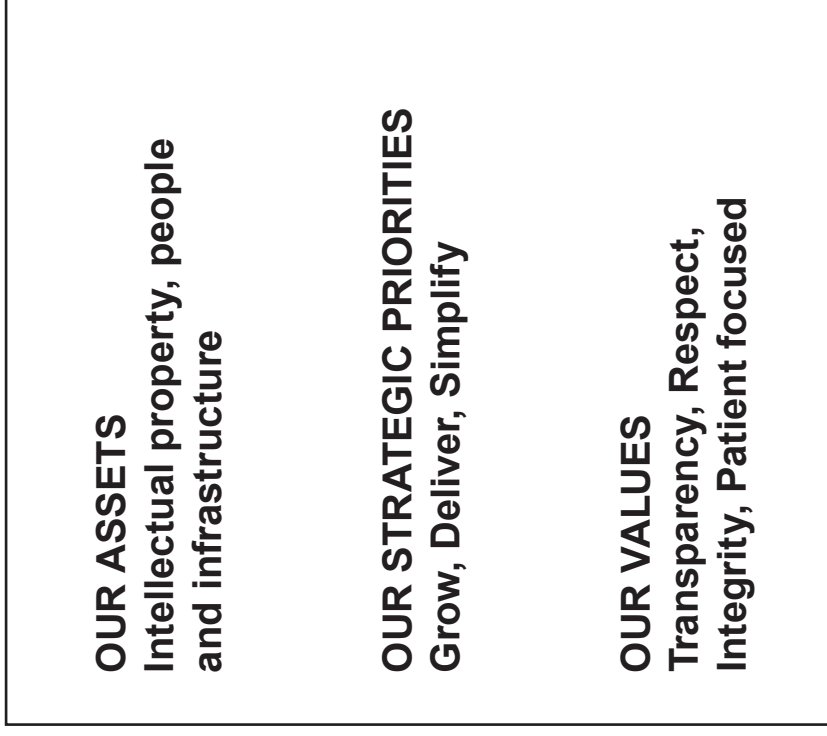 OUR ASSETS
Intellectual property, people
and infrastructure
OUR STRATEGIC PRIORITIES
Grow, Deliver, Simplify
OUR VALUES
Transparency, Respect,
Integrity, Patient focused